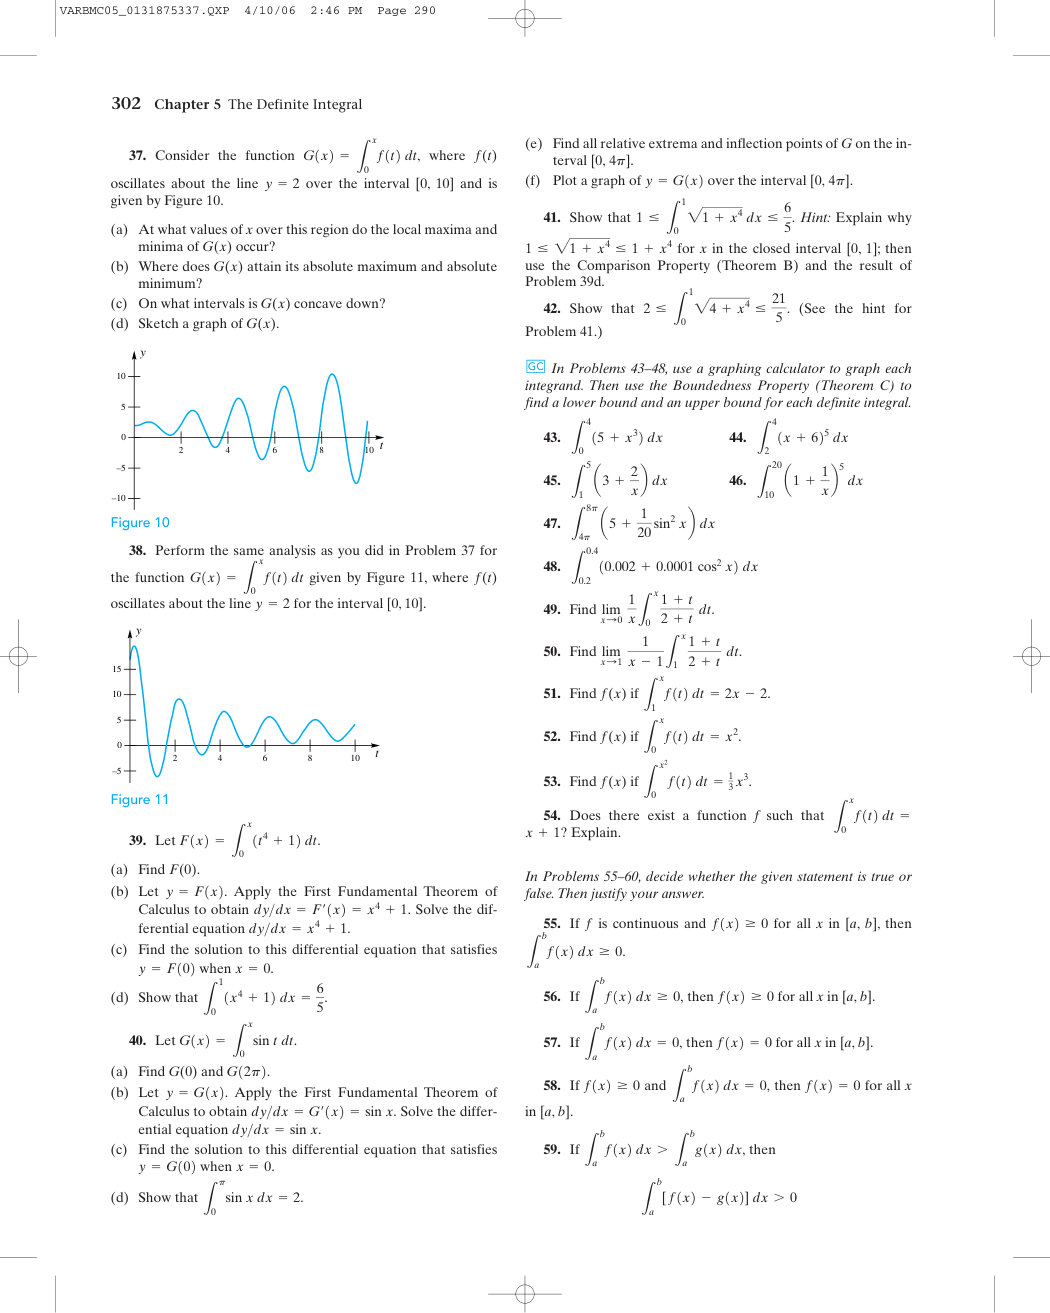 VARBMC05_0131875337.QXP 4/10/06 2:46 PM Page 290
302 Chapter 5 The Definite Integral
37. Consider the function G(x) = ∫₀ˣ f(t) dt, where f(t)
oscillates about the line y = 2 over the interval [0, 10] and is
given by Figure 10.
(a) At what values of x over this region do the local maxima and
minima of G(x) occur?
(b) Where does G(x) attain its absolute maximum and absolute
minimum?
(c) On what intervals is G(x) concave down?
(d) Sketch a graph of G(x).
y
10
5
0
−5
−10
2 4 6 8 10 t
Figure 10
38. Perform the same analysis as you did in Problem 37 for
the function G(x) = ∫₀ˣ f(t) dt given by Figure 11, where f(t)
oscillates about the line y = 2 for the interval [0, 10].
y
15
10
5
0
−5
2 4 6 8 10 t
Figure 11
39. Let F(x) = ∫₀ˣ (t⁴ + 1) dt.
(a) Find F(0).
(b) Let y = F(x). Apply the First Fundamental Theorem of
Calculus to obtain dy/dx = F′(x) = x⁴ + 1. Solve the dif-
ferential equation dy/dx = x⁴ + 1.
(c) Find the solution to this differential equation that satisfies
y = F(0) when x = 0.
(d) Show that ∫₀¹ (x⁴ + 1) dx = 6/5.
40. Let G(x) = ∫₀ˣ sin t dt.
(a) Find G(0) and G(2π).
(b) Let y = G(x). Apply the First Fundamental Theorem of
Calculus to obtain dy/dx = G′(x) = sin x. Solve the differ-
ential equation dy/dx = sin x.
(c) Find the solution to this differential equation that satisfies
y = G(0) when x = 0.
(d) Show that ∫₀^π sin x dx = 2.
(e) Find all relative extrema and inflection points of G on the in-
terval [0, 4π].
(f) Plot a graph of y = G(x) over the interval [0, 4π].
41. Show that 1 ≤ ∫₀¹ √(1 + x⁴) dx ≤ 6/5. Hint: Explain why
1 ≤ √(1 + x⁴) ≤ 1 + x⁴ for x in the closed interval [0, 1]; then
use the Comparison Property (Theorem B) and the result of
Problem 39d.
42. Show that 2 ≤ ∫₀¹ √(4 + x⁴) ≤ 21/5. (See the hint for
Problem 41.)
GC In Problems 43–48, use a graphing calculator to graph each
integrand. Then use the Boundedness Property (Theorem C) to
find a lower bound and an upper bound for each definite integral.
43. ∫₀⁴ (5 + x³) dx 44. ∫₂⁴ (x + 6)⁵ dx
45. ∫₁⁵ (3 + 2/x) dx 46. ∫₁₀²⁰ (1 + 1/x)⁵ dx
47. ∫_{4π}^{8π} (5 + 1/20 sin² x) dx
48. ∫_{0.2}^{0.4} (0.002 + 0.0001 cos² x) dx
49. Find lim_{x→0} 1/x ∫₀ˣ (1 + t)/(2 + t) dt.
50. Find lim_{x→1} 1/(x − 1) ∫₁ˣ (1 + t)/(2 + t) dt.
51. Find f(x) if ∫₁ˣ f(t) dt = 2x − 2.
52. Find f(x) if ∫₀ˣ f(t) dt = x².
53. Find f(x) if ∫₀^{x²} f(t) dt = 1/3 x³.
54. Does there exist a function f such that ∫₀ˣ f(t) dt =
x + 1? Explain.
In Problems 55–60, decide whether the given statement is true or
false. Then justify your answer.
55. If f is continuous and f(x) ≥ 0 for all x in [a, b], then
∫ₐᵇ f(x) dx ≥ 0.
56. If ∫ₐᵇ f(x) dx ≥ 0, then f(x) ≥ 0 for all x in [a, b].
57. If ∫ₐᵇ f(x) dx = 0, then f(x) = 0 for all x in [a, b].
58. If f(x) ≥ 0 and ∫ₐᵇ f(x) dx = 0, then f(x) = 0 for all x
in [a, b].
59. If ∫ₐᵇ f(x) dx > ∫ₐᵇ g(x) dx, then
∫ₐᵇ [f(x) − g(x)] dx > 0